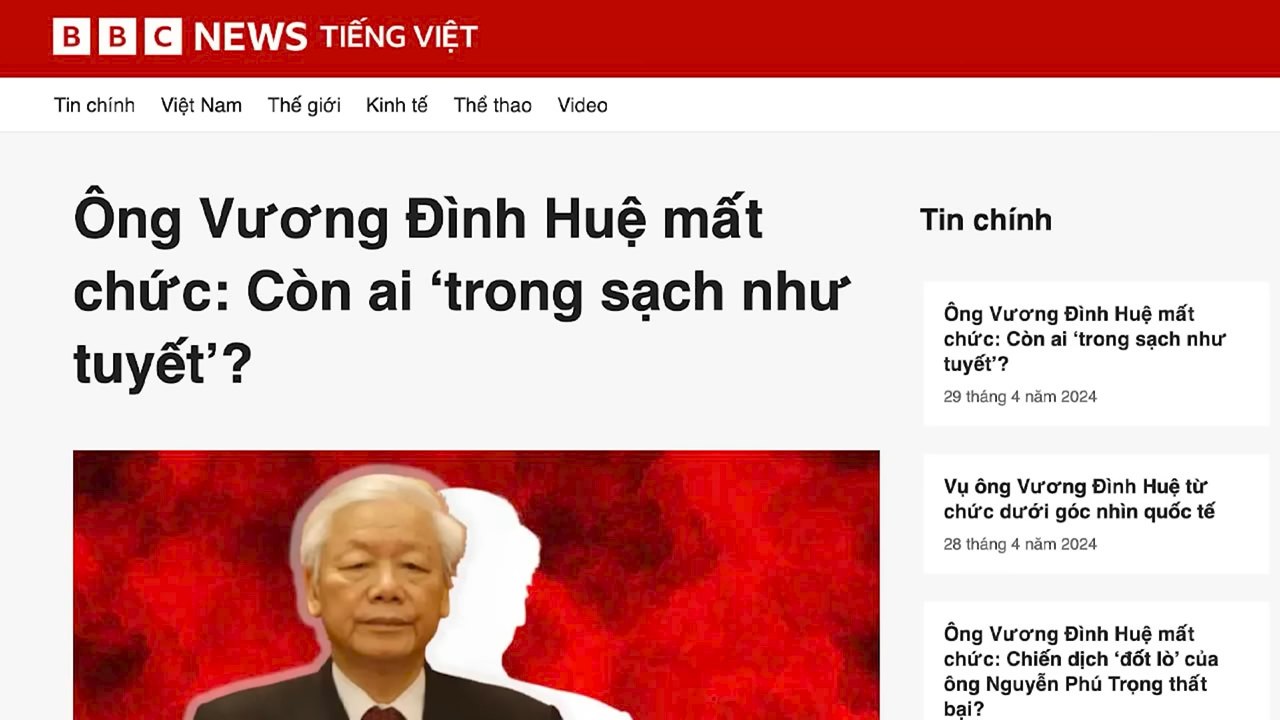 BBC NEWS TIẾNG VIỆT
Tin chính Việt Nam Thế giới Kinh tế Thể thao Video
Ông Vương Đình Huệ mất
chức: Còn ai ‘trong sạch như
tuyết’?
Tin chính
Ông Vương Đình Huệ mất
chức: Còn ai ‘trong sạch như
tuyết’?
29 tháng 4 năm 2024
Vụ ông Vương Đình Huệ từ
chức dưới góc nhìn quốc tế
28 tháng 4 năm 2024
Ông Vương Đình Huệ mất
chức: Chiến dịch ‘đốt lò’ của
ông Nguyễn Phú Trọng thất
bại?